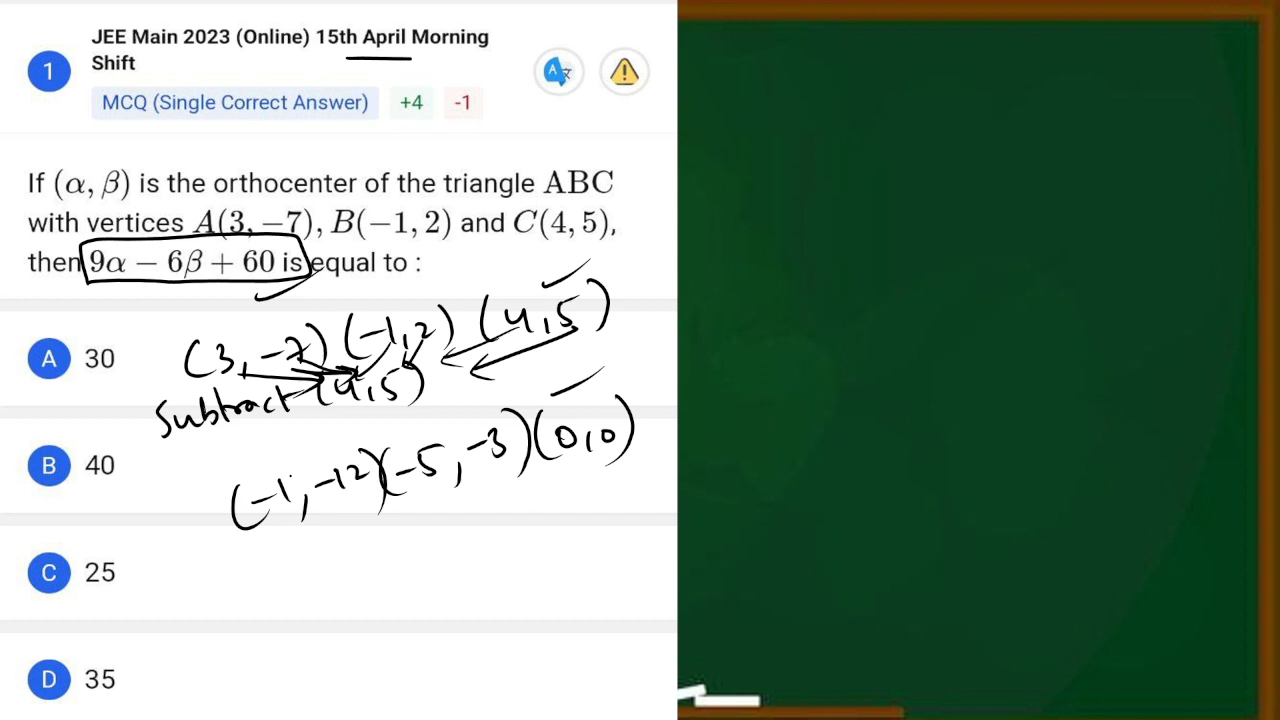 1
JEE Main 2023 (Online) 15th April Morning
Shift
MCQ (Single Correct Answer) +4 -1
If (α, β) is the orthocenter of the triangle ABC
with vertices A(3, −7), B(−1, 2) and C(4, 5),
then 9α − 6β + 60 is equal to :
(3, -7) (-1, 2) (4, 5)
A 30
Subtract (4, 5)
(-1, -12) (-5, -3) (0, 0)
B 40
C 25
D 35